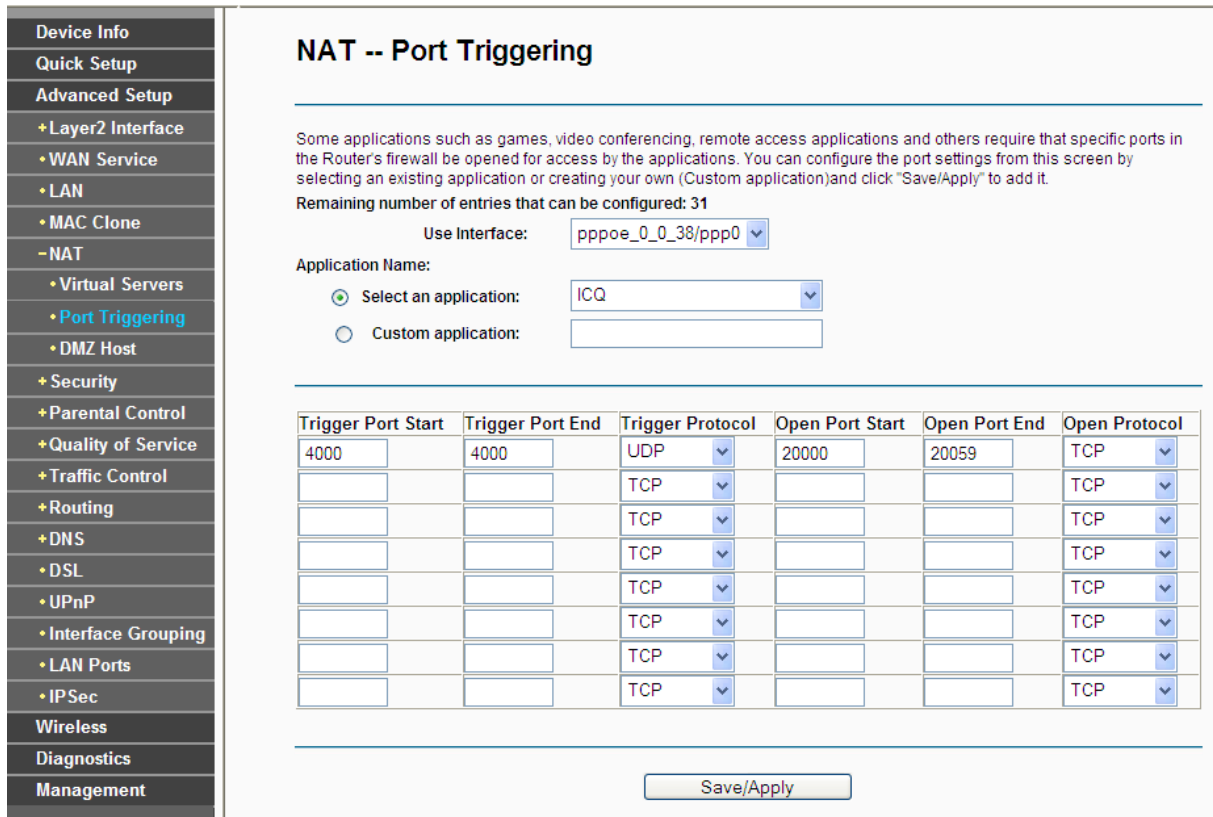 Device Info
Quick Setup
Advanced Setup
+Layer2 Interface
•WAN Service
•LAN
•MAC Clone
−NAT
•Virtual Servers
•Port Triggering
•DMZ Host
+Security
+Parental Control
+Quality of Service
+Traffic Control
+Routing
+DNS
•DSL
•UPnP
•Interface Grouping
•LAN Ports
•IPSec
Wireless
Diagnostics
Management
NAT -- Port Triggering
Some applications such as games, video conferencing, remote access applications and others require that specific ports in
the Router's firewall be opened for access by the applications. You can configure the port settings from this screen by
selecting an existing application or creating your own (Custom application)and click "Save/Apply" to add it.
Remaining number of entries that can be configured: 31
Use Interface: pppoe_0_0_38/ppp0
Application Name:
Select an application: ICQ
Custom application:
Trigger Port Start Trigger Port End Trigger Protocol Open Port Start Open Port End Open Protocol
4000 4000 UDP 20000 20059 TCP
TCP TCP
TCP TCP
TCP TCP
TCP TCP
TCP TCP
TCP TCP
TCP TCP
Save/Apply